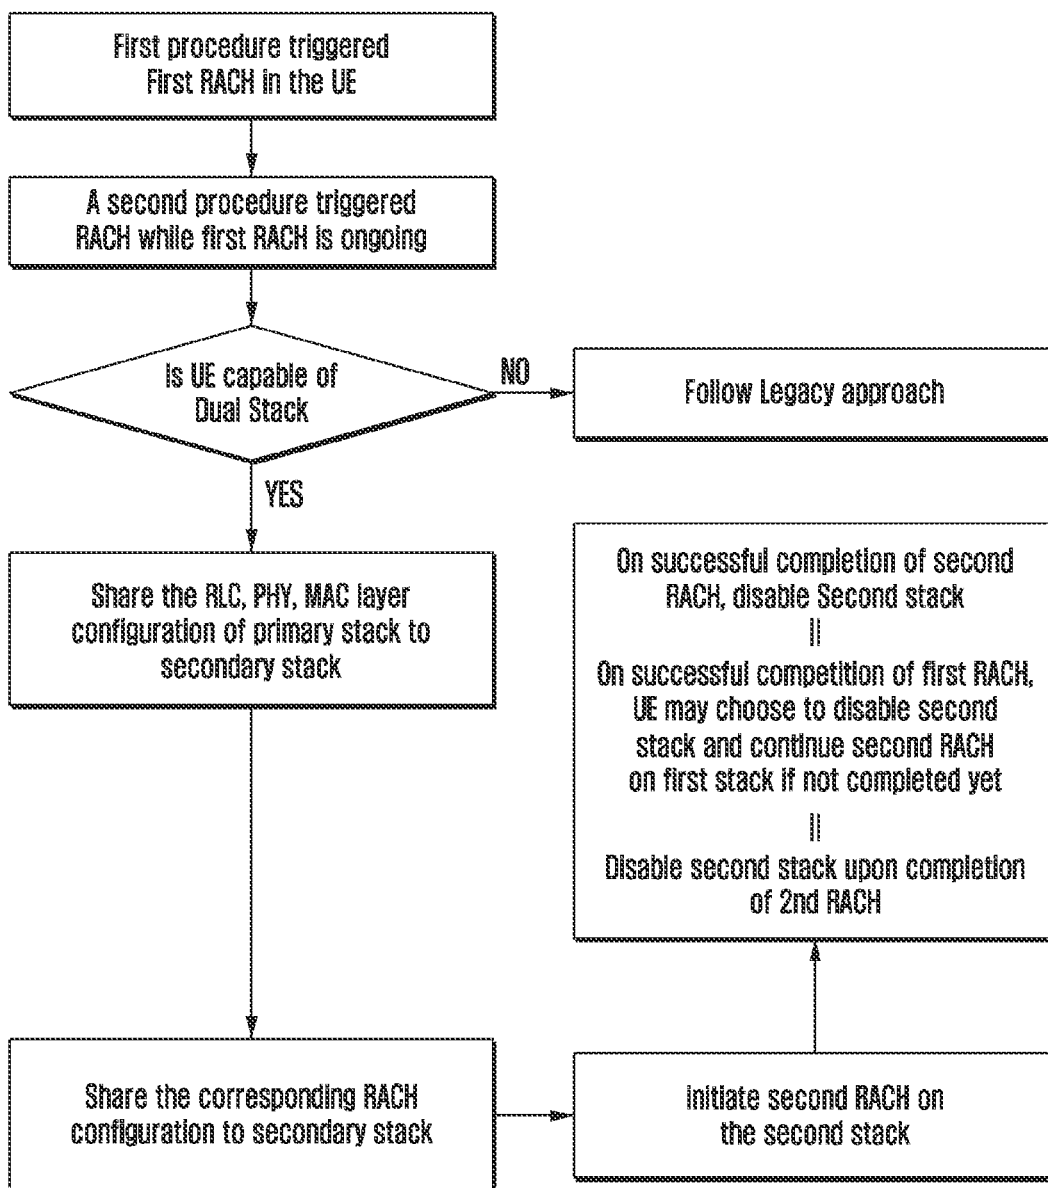 First procedure triggered
First RACH in the UE
A second procedure triggered
RACH while first RACH is ongoing
Is UE capable of
Dual Stack
NO
Follow Legacy approach
YES
Share the RLC, PHY, MAC layer
configuration of primary stack to
secondary stack
Share the corresponding RACH
configuration to secondary stack
initiate second RACH on
the second stack
On successful completion of second
RACH, disable Second stack
||
On successful competition of first RACH,
UE may choose to disable second
stack and continue second RACH
on first stack if not completed yet
||
Disable second stack upon completion
of 2nd RACH